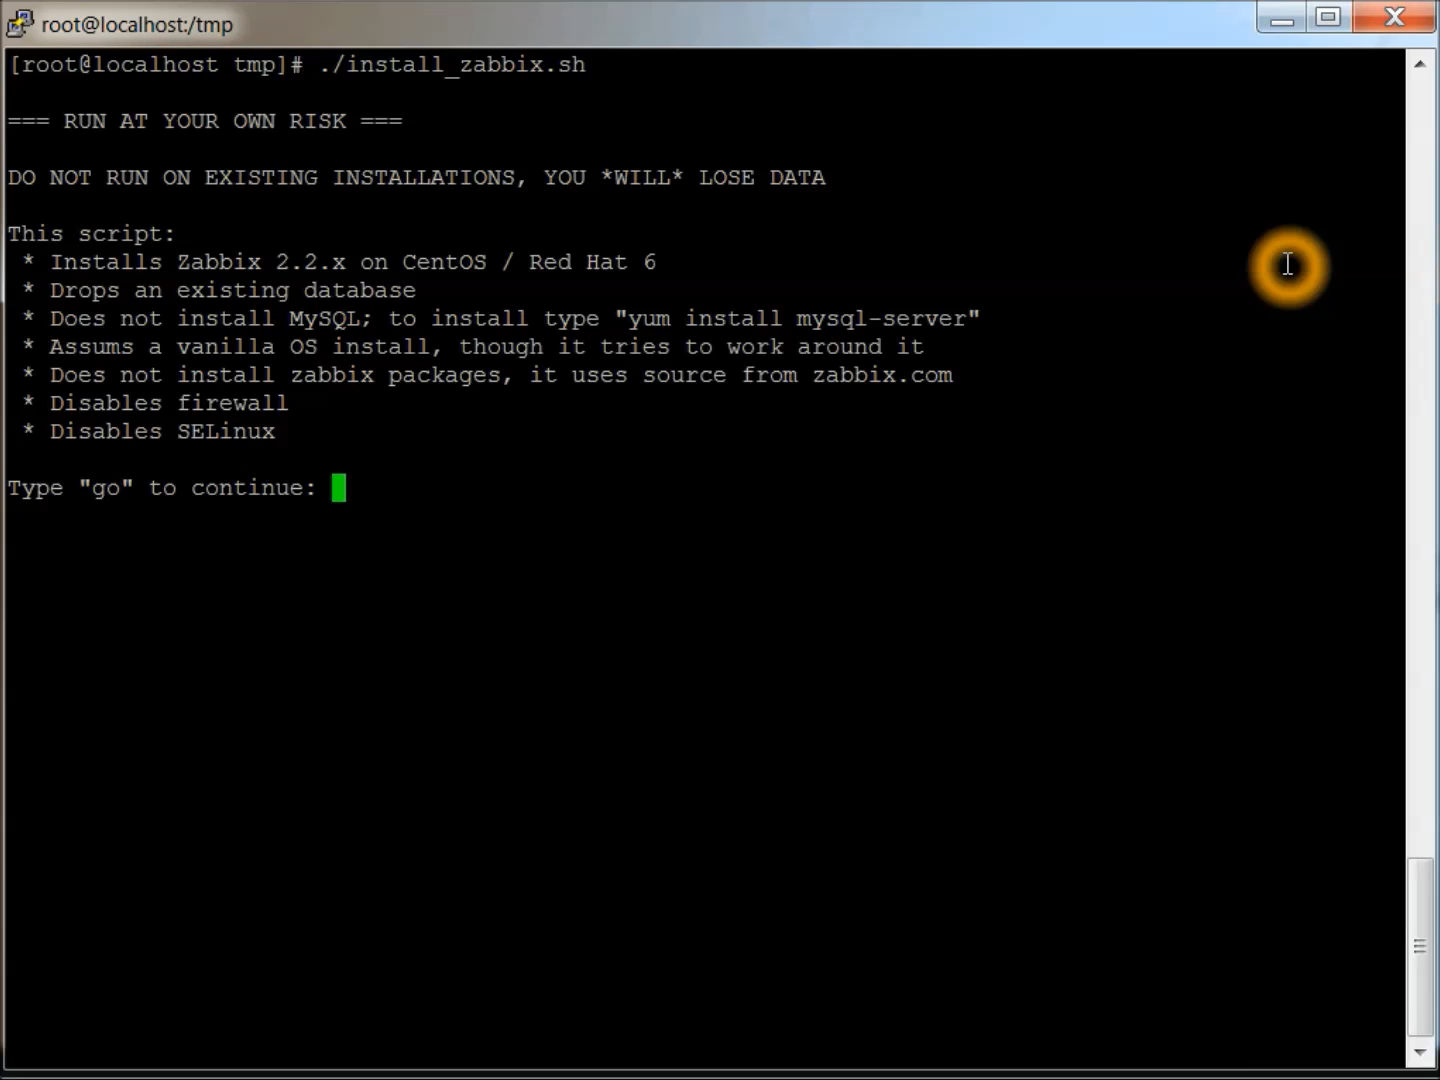 root@localhost:/tmp
[root@localhost tmp]# ./install_zabbix.sh
=== RUN AT YOUR OWN RISK ===
DO NOT RUN ON EXISTING INSTALLATIONS, YOU *WILL* LOSE DATA
This script:
* Installs Zabbix 2.2.x on CentOS / Red Hat 6
* Drops an existing database
* Does not install MySQL; to install type "yum install mysql-server"
* Assums a vanilla OS install, though it tries to work around it
* Does not install zabbix packages, it uses source from zabbix.com
* Disables firewall
* Disables SELinux
Type "go" to continue: